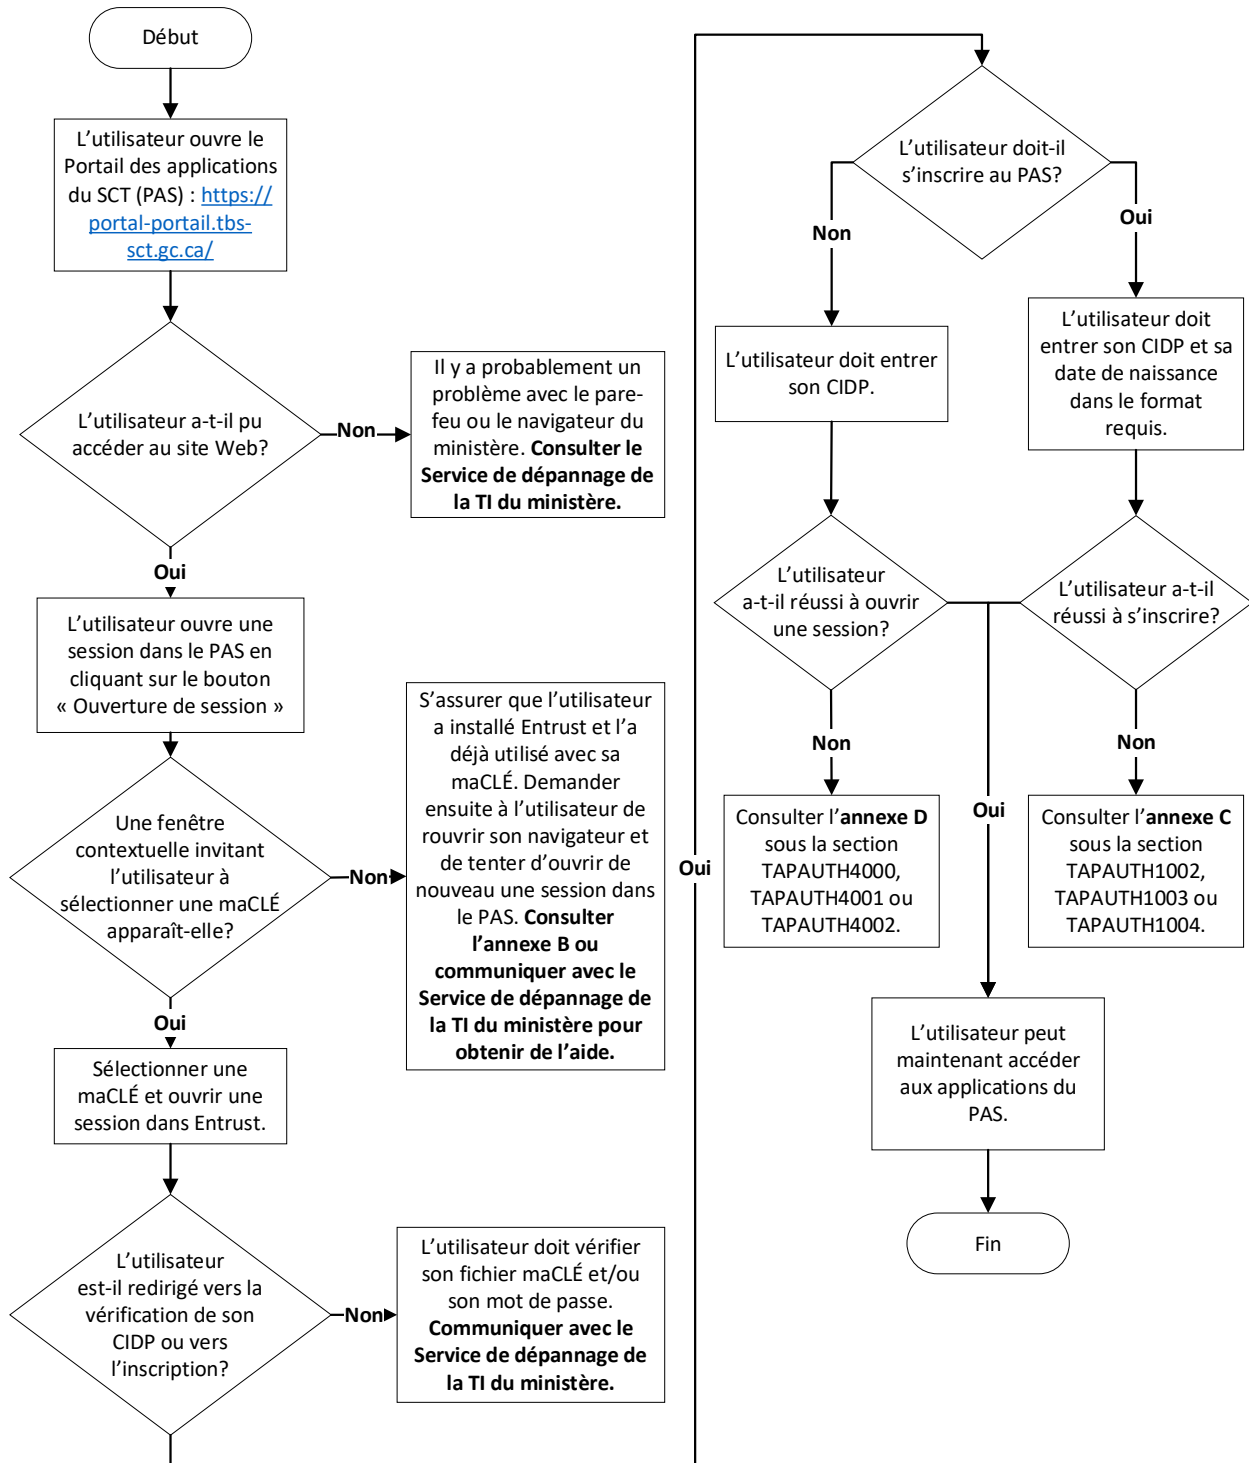 Début
L’utilisateur ouvre le
Portail des applications
du SCT (PAS) : https://
portal-portail.tbs-
sct.gc.ca/
L’utilisateur a-t-il pu
accéder au site Web?
Non
Il y a probablement un
problème avec le pare-
feu ou le navigateur du
ministère. Consulter le
Service de dépannage de
la TI du ministère.
Oui
L’utilisateur ouvre une
session dans le PAS en
cliquant sur le bouton
« Ouverture de session »
Une fenêtre
contextuelle invitant
l’utilisateur à
sélectionner une maCLÉ
apparaît-elle?
Non
S’assurer que l’utilisateur
a installé Entrust et l’a
déjà utilisé avec sa
maCLÉ. Demander
ensuite à l’utilisateur de
rouvrir son navigateur et
de tenter d’ouvrir de
nouveau une session dans
le PAS. Consulter
l’annexe B ou
communiquer avec le
Service de dépannage de
la TI du ministère pour
obtenir de l’aide.
Oui
Sélectionner une
maCLÉ et ouvrir une
session dans Entrust.
L’utilisateur
est-il redirigé vers la
vérification de son
CIDP ou vers
l’inscription?
Non
L’utilisateur doit vérifier
son fichier maCLÉ et/ou
son mot de passe.
Communiquer avec le
Service de dépannage de
la TI du ministère.
Oui
L’utilisateur doit-il
s’inscrire au PAS?
Non
Oui
L’utilisateur doit entrer
son CIDP.
L’utilisateur doit
entrer son CIDP et sa
date de naissance
dans le format
requis.
L’utilisateur
a-t-il réussi à ouvrir
une session?
L’utilisateur a-t-il
réussi à s’inscrire?
Non
Oui
Non
Consulter l’annexe D
sous la section
TAPAUTH4000,
TAPAUTH4001 ou
TAPAUTH4002.
Consulter l’annexe C
sous la section
TAPAUTH1002,
TAPAUTH1003 ou
TAPAUTH1004.
L’utilisateur peut
maintenant accéder
aux applications du
PAS.
Fin